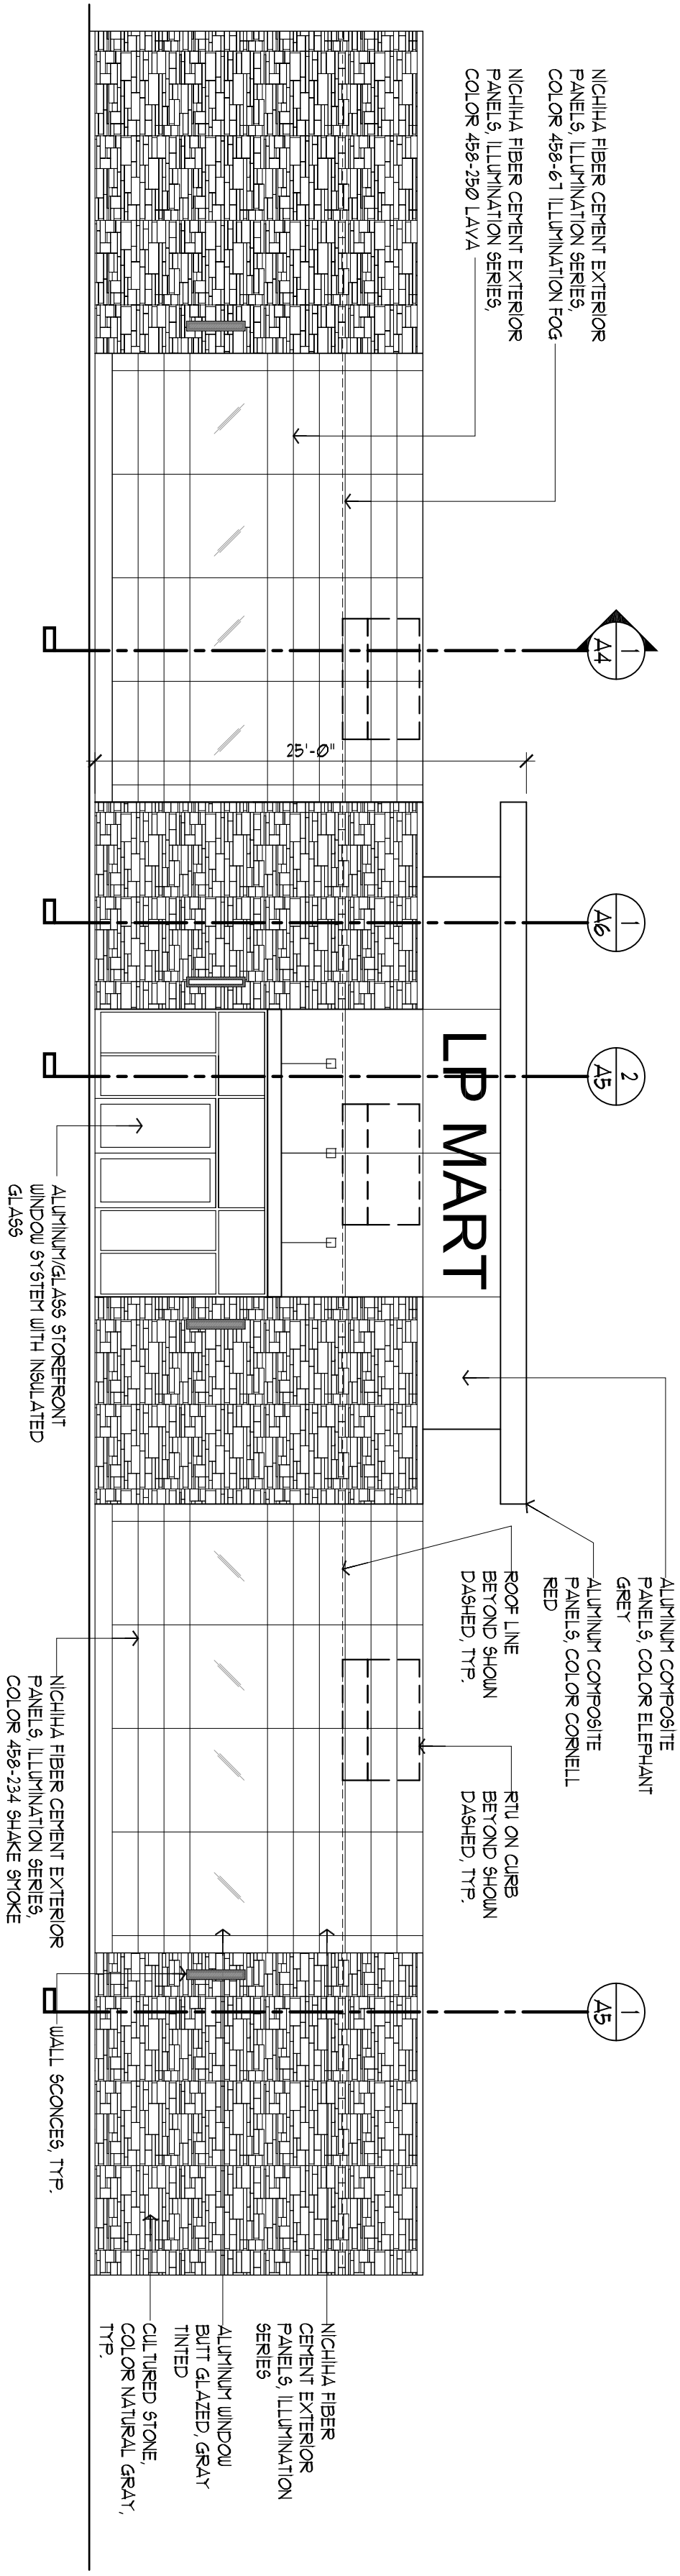 NICHIHA FIBER CEMENT EXTERIOR
PANELS, ILLUMINATION SERIES,
COLOR 458-67 ILLUMINATION FOG
NICHIHA FIBER CEMENT EXTERIOR
PANELS, ILLUMINATION SERIES,
COLOR 458-250 LAVA
1
A4
25'-0"
1
A6
2
A5
LP MART
ALUMINUM/GLASS STOREFRONT
WINDOW SYSTEM WITH INSULATED
GLASS
ALUMINUM COMPOSITE
PANELS, COLOR ELEPHANT
GREY
ALUMINUM COMPOSITE
PANELS, COLOR CORNELL
RED
ROOF LINE
BEYOND SHOWN
DASHED, TYP.
RTU ON CURB
BEYOND SHOWN
DASHED, TYP.
NICHIHA FIBER CEMENT EXTERIOR
PANELS, ILLUMINATION SERIES,
COLOR 458-234 SHAKE SMOKE
1
A5
WALL SCONCES, TYP.
NICHIHA FIBER
CEMENT EXTERIOR
PANELS, ILLUMINATION
SERIES
ALUMINUM WINDOW
BUTT GLAZED, GRAY
TINTED
CULTURED STONE,
COLOR NATURAL GRAY,
TYP.